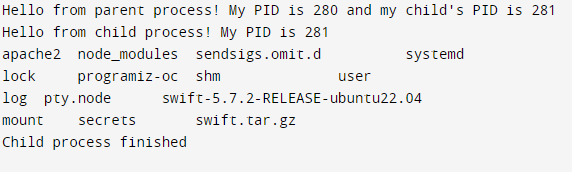 Hello from parent process! My PID is 280 and my child's PID is 281
Hello from child process! My PID is 281
apache2  node_modules  sendsigs.omit.d          systemd
lock     programiz-oc  shm              user
log  pty.node      swift-5.7.2-RELEASE-ubuntu22.04
mount    secrets       swift.tar.gz
Child process finished